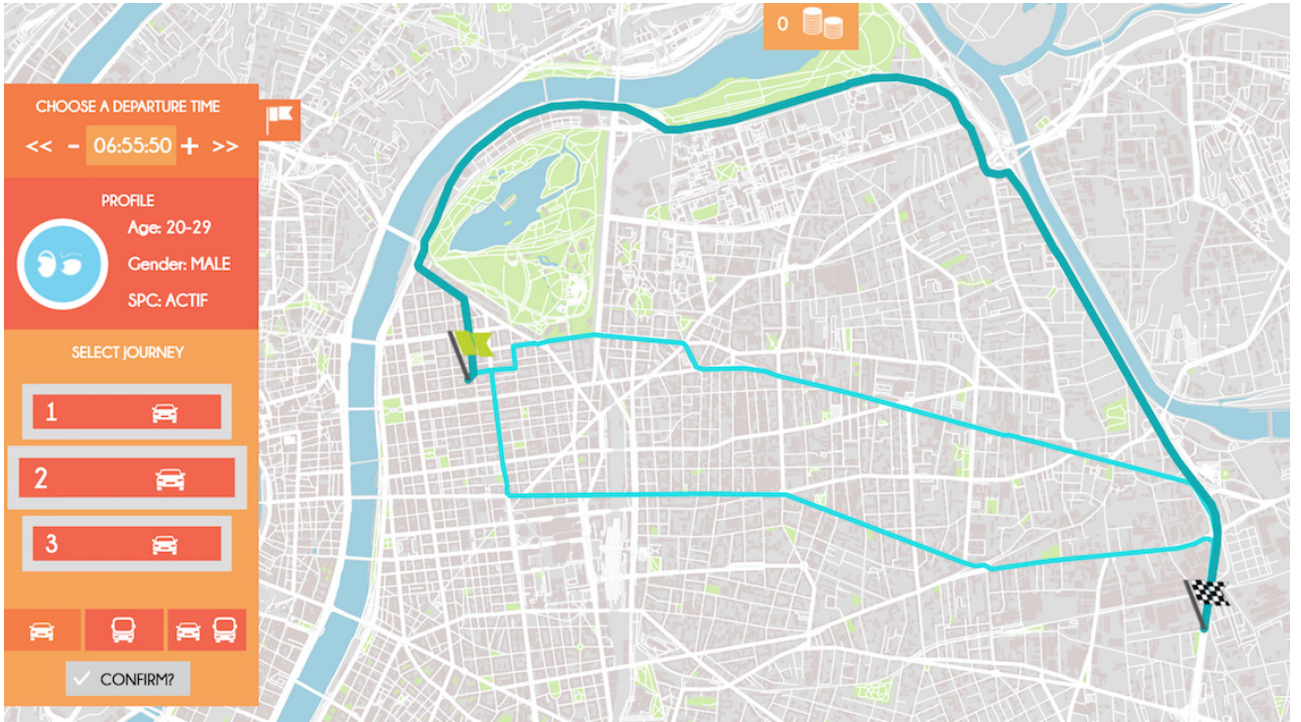 0
CHOOSE A DEPARTURE TIME
<< - 06:55:50 + >>
PROFILE
Age: 20-29
Gender: MALE
SPC: ACTIF
SELECT JOURNEY
1
2
3
CONFIRM?